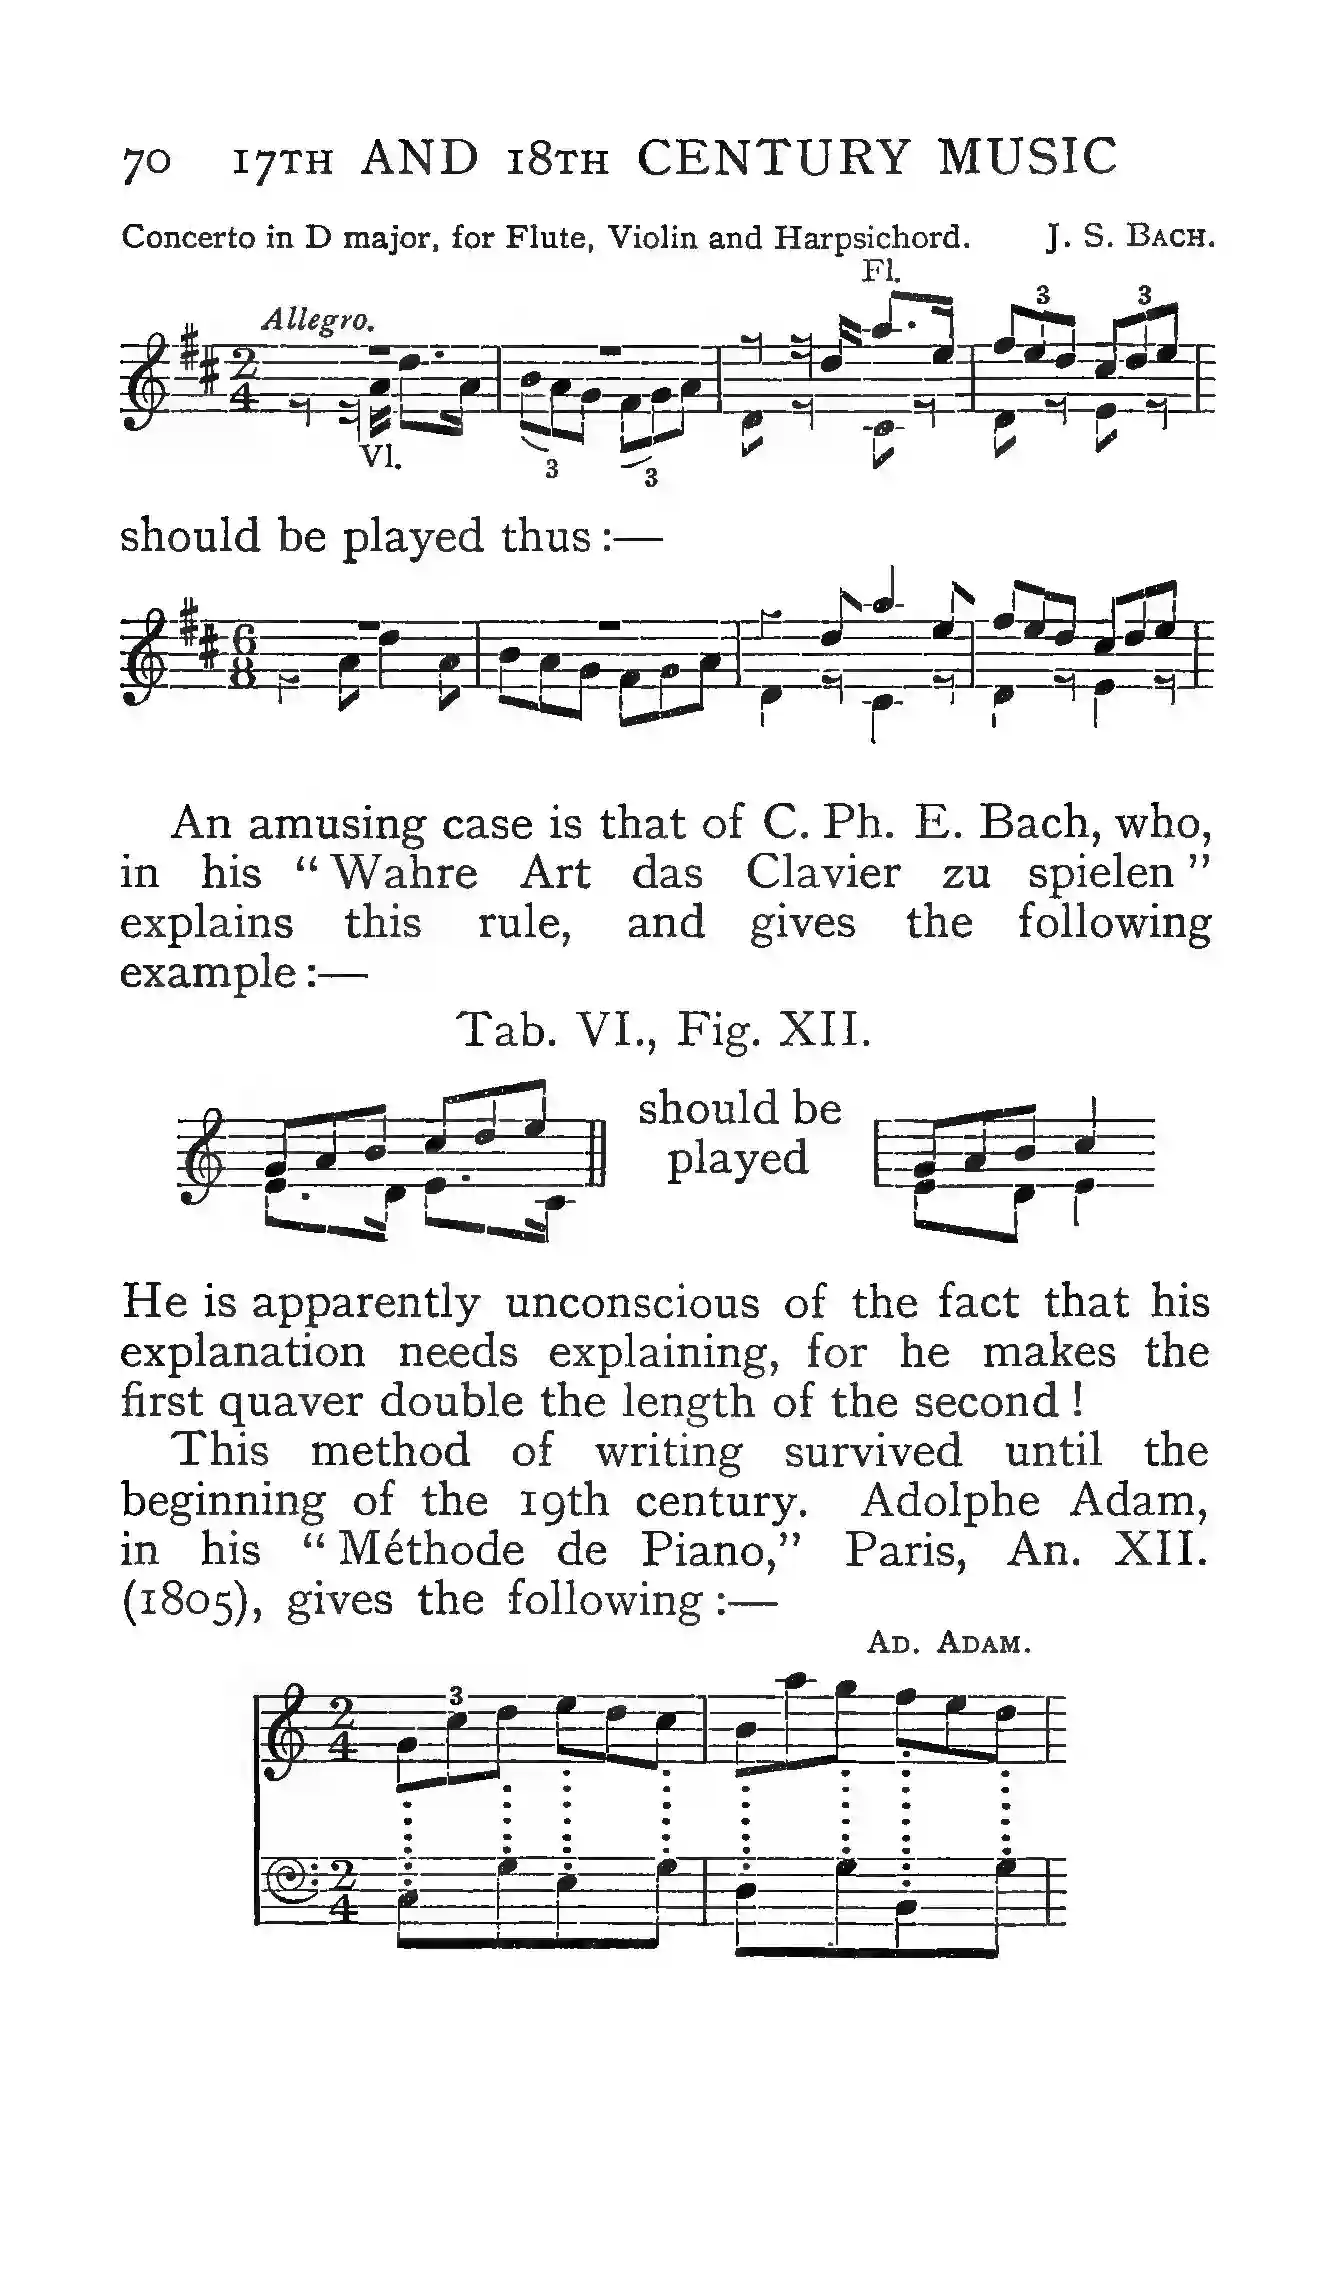 70 17TH AND 18TH CENTURY MUSIC
Concerto in D major, for Flute, Violin and Harpsichord. J. S. BACH.
Fl.
Allegro.
3 3
2
4
Vl.
3
3
should be played thus :—
6
8
An amusing case is that of C. Ph. E. Bach, who,
in his “ Wahre Art das Clavier zu spielen ”
explains this rule, and gives the following
example :—
Tab. VI., Fig. XII.
should be
played
He is apparently unconscious of the fact that his
explanation needs explaining, for he makes the
first quaver double the length of the second !
This method of writing survived until the
beginning of the 19th century. Adolphe Adam,
in his “ Méthode de Piano,” Paris, An. XII.
(1805), gives the following :—
AD. ADAM.
3
2
4
2
4